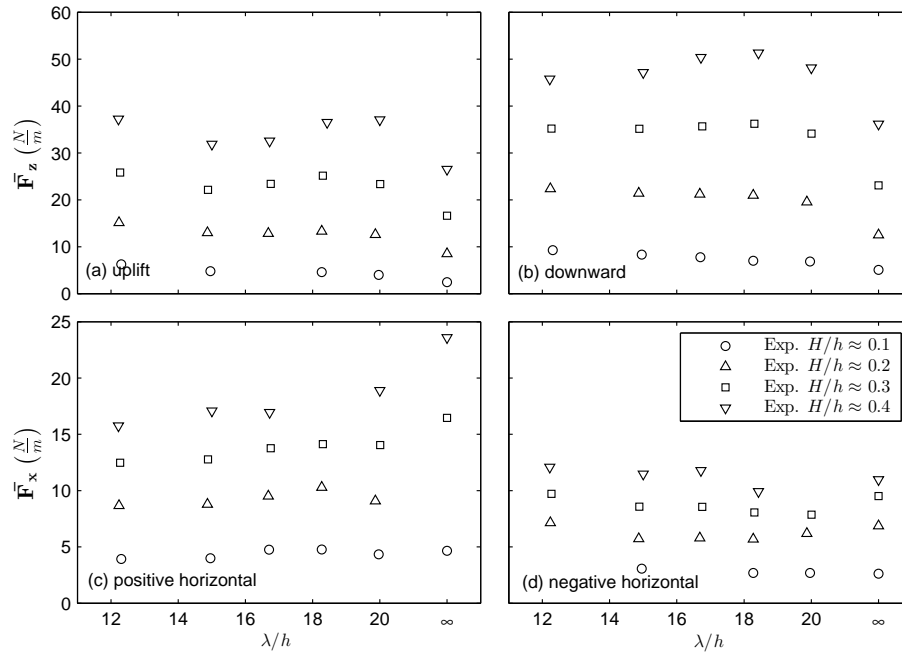 60
50
40
30
20
10
0
F̄z (N/m)
(a) uplift
(b) downward
25
20
15
10
5
0
F̄x (N/m)
(c) positive horizontal
Exp. H/h ≈ 0.1
Exp. H/h ≈ 0.2
Exp. H/h ≈ 0.3
Exp. H/h ≈ 0.4
(d) negative horizontal
12 14 16 18 20 ∞
12 14 16 18 20 ∞
λ/h
λ/h